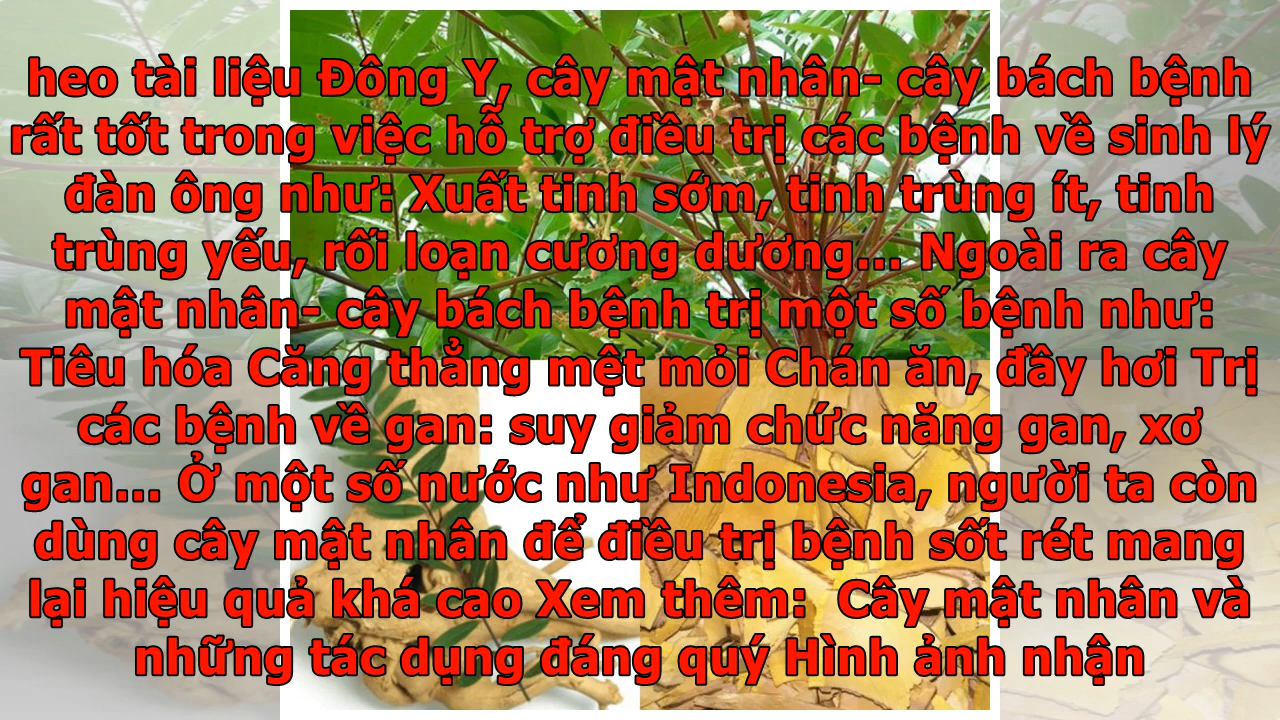 heo tài liệu Đông Y, cây mật nhân- cây bách bệnh
rất tốt trong việc hỗ trợ điều trị các bệnh về sinh lý
đàn ông như: Xuất tinh sớm, tinh trùng ít, tinh
trùng yếu, rối loạn cương dương... Ngoài ra cây
mật nhân- cây bách bệnh trị một số bệnh như:
Tiêu hóa Căng thẳng mệt mỏi Chán ăn, đầy hơi Trị
các bệnh về gan: suy giảm chức năng gan, xơ
gan... Ở một số nước như Indonesia, người ta còn
dùng cây mật nhân để điều trị bệnh sốt rét mang
lại hiệu quả khá cao Xem thêm:  Cây mật nhân và
những tác dụng đáng quý Hình ảnh nhận